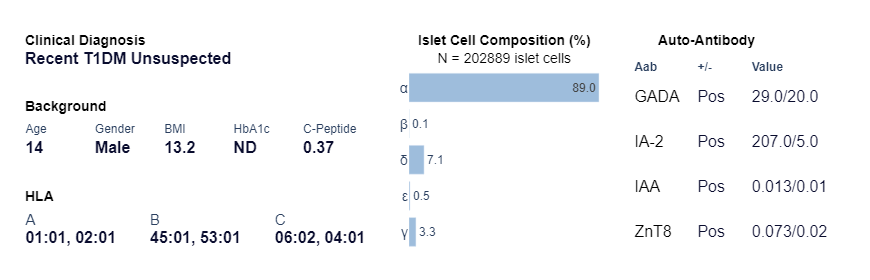 Clinical Diagnosis
Recent T1DM Unsuspected
Background
Age Gender BMI HbA1c C-Peptide
14 Male 13.2 ND 0.37
HLA
A B C
01:01, 02:01 45:01, 53:01 06:02, 04:01
Islet Cell Composition (%)
N = 202889 islet cells
α 89.0
β 0.1
δ 7.1
ε 0.5
γ 3.3
Auto-Antibody
Aab +/- Value
GADA Pos 29.0/20.0
IA-2 Pos 207.0/5.0
IAA Pos 0.013/0.01
ZnT8 Pos 0.073/0.02